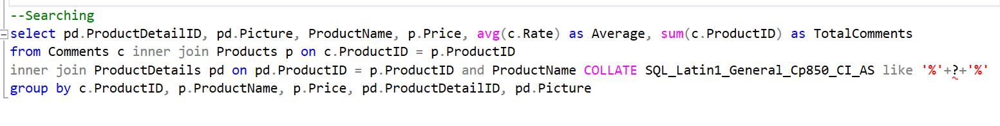 --Searching
select pd.ProductDetailID, pd.Picture, ProductName, p.Price, avg(c.Rate) as Average, sum(c.ProductID) as TotalComments
from Comments c inner join Products p on c.ProductID = p.ProductID
inner join ProductDetails pd on pd.ProductID = p.ProductID and ProductName COLLATE SQL_Latin1_General_Cp850_CI_AS like '%'+?+'%'
group by c.ProductID, p.ProductName, p.Price, pd.ProductDetailID, pd.Picture